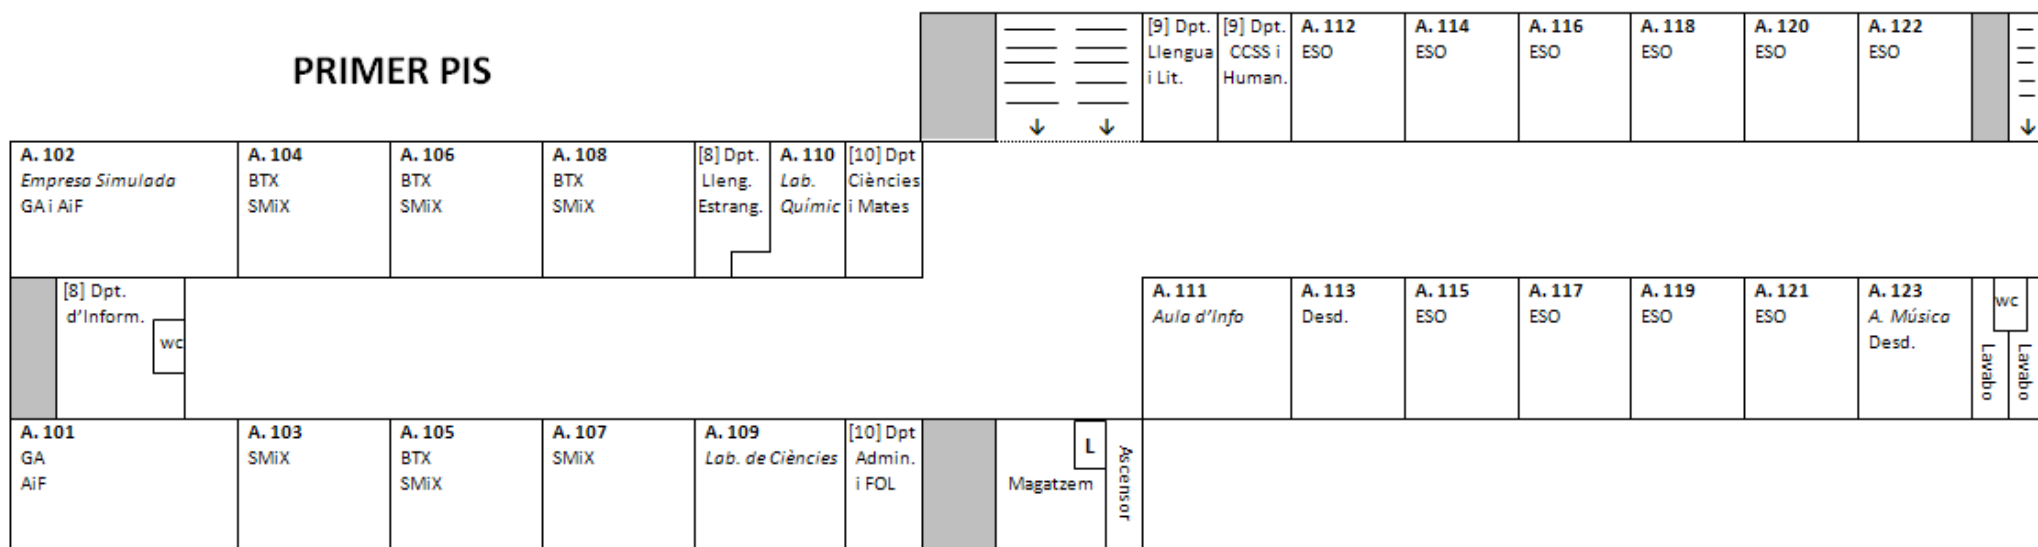 PRIMER PIS
[9] Dpt.
Llengua
i Lit.
[9] Dpt.
CCSS i
Human.
A. 112
ESO
A. 114
ESO
A. 116
ESO
A. 118
ESO
A. 120
ESO
A. 122
ESO
A. 102
Empresa Simulada
GA i AiF
A. 104
BTX
SMiX
A. 106
BTX
SMiX
A. 108
BTX
SMiX
[8] Dpt.
Lleng.
Estrang.
A. 110
Lab.
Químic
[10] Dpt
Ciències
i Mates
[8] Dpt.
d'Inform.
wc
A. 111
Aula d'Info
A. 113
Desd.
A. 115
ESO
A. 117
ESO
A. 119
ESO
A. 121
ESO
A. 123
A. Música
Desd.
wc
Lavabo
Lavabo
A. 101
GA
AiF
A. 103
SMiX
A. 105
BTX
SMiX
A. 107
SMiX
A. 109
Lab. de Ciències
[10] Dpt
Admin.
i FOL
Magatzem
L
Ascensor